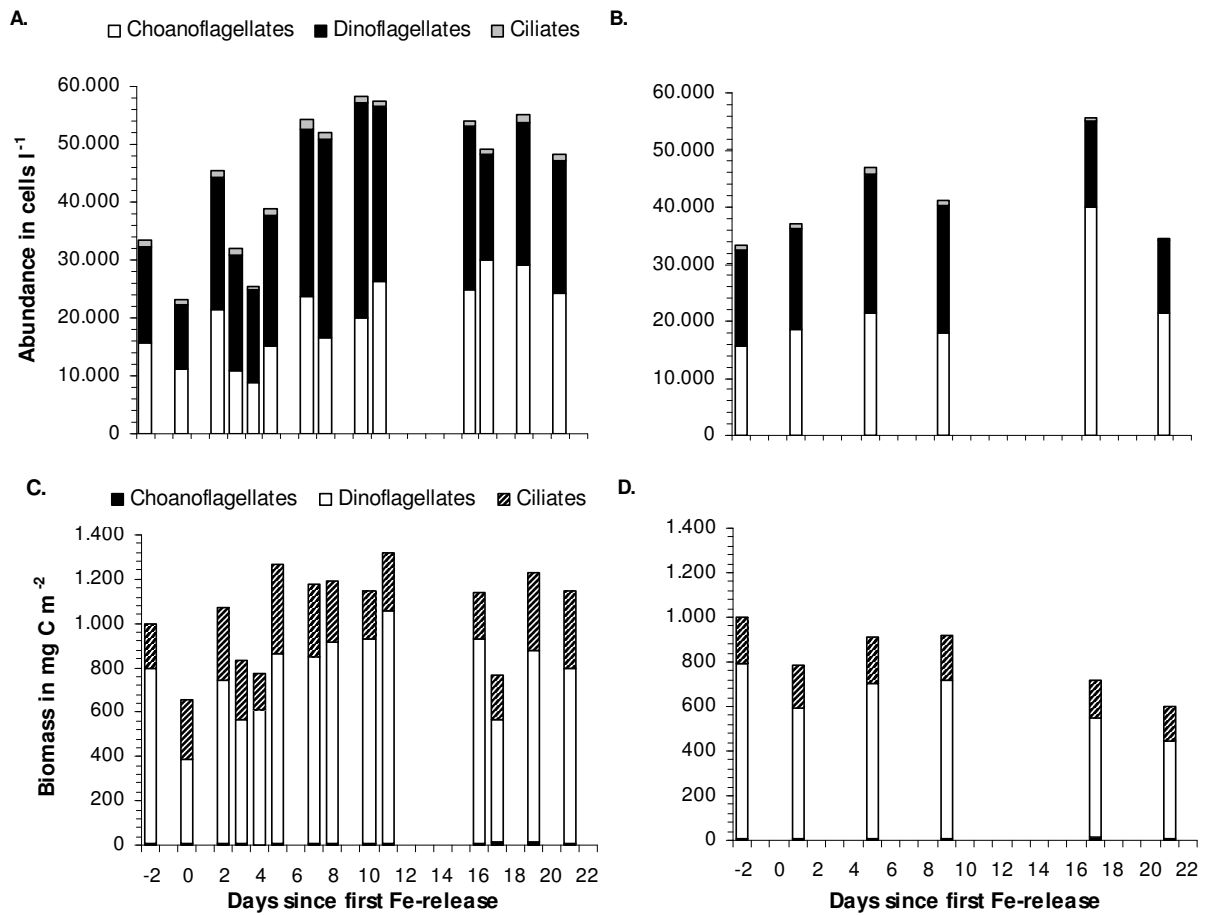 A.
B.
Choanoflagellates Dinoflagellates Ciliates
60.000
50.000
40.000
30.000
20.000
10.000
0
Abundance in cells l⁻¹
60.000
50.000
40.000
30.000
20.000
10.000
0
C.
D.
Choanoflagellates Dinoflagellates Ciliates
1.400
1.200
1.000
800
600
400
200
0
Biomass in mg C m⁻²
-2 0 2 4 6 8 10 12 14 16 18 20 22
Days since first Fe-release
1.400
1.200
1.000
800
600
400
200
0
-2 0 2 4 6 8 10 12 14 16 18 20 22
Days since first Fe-release